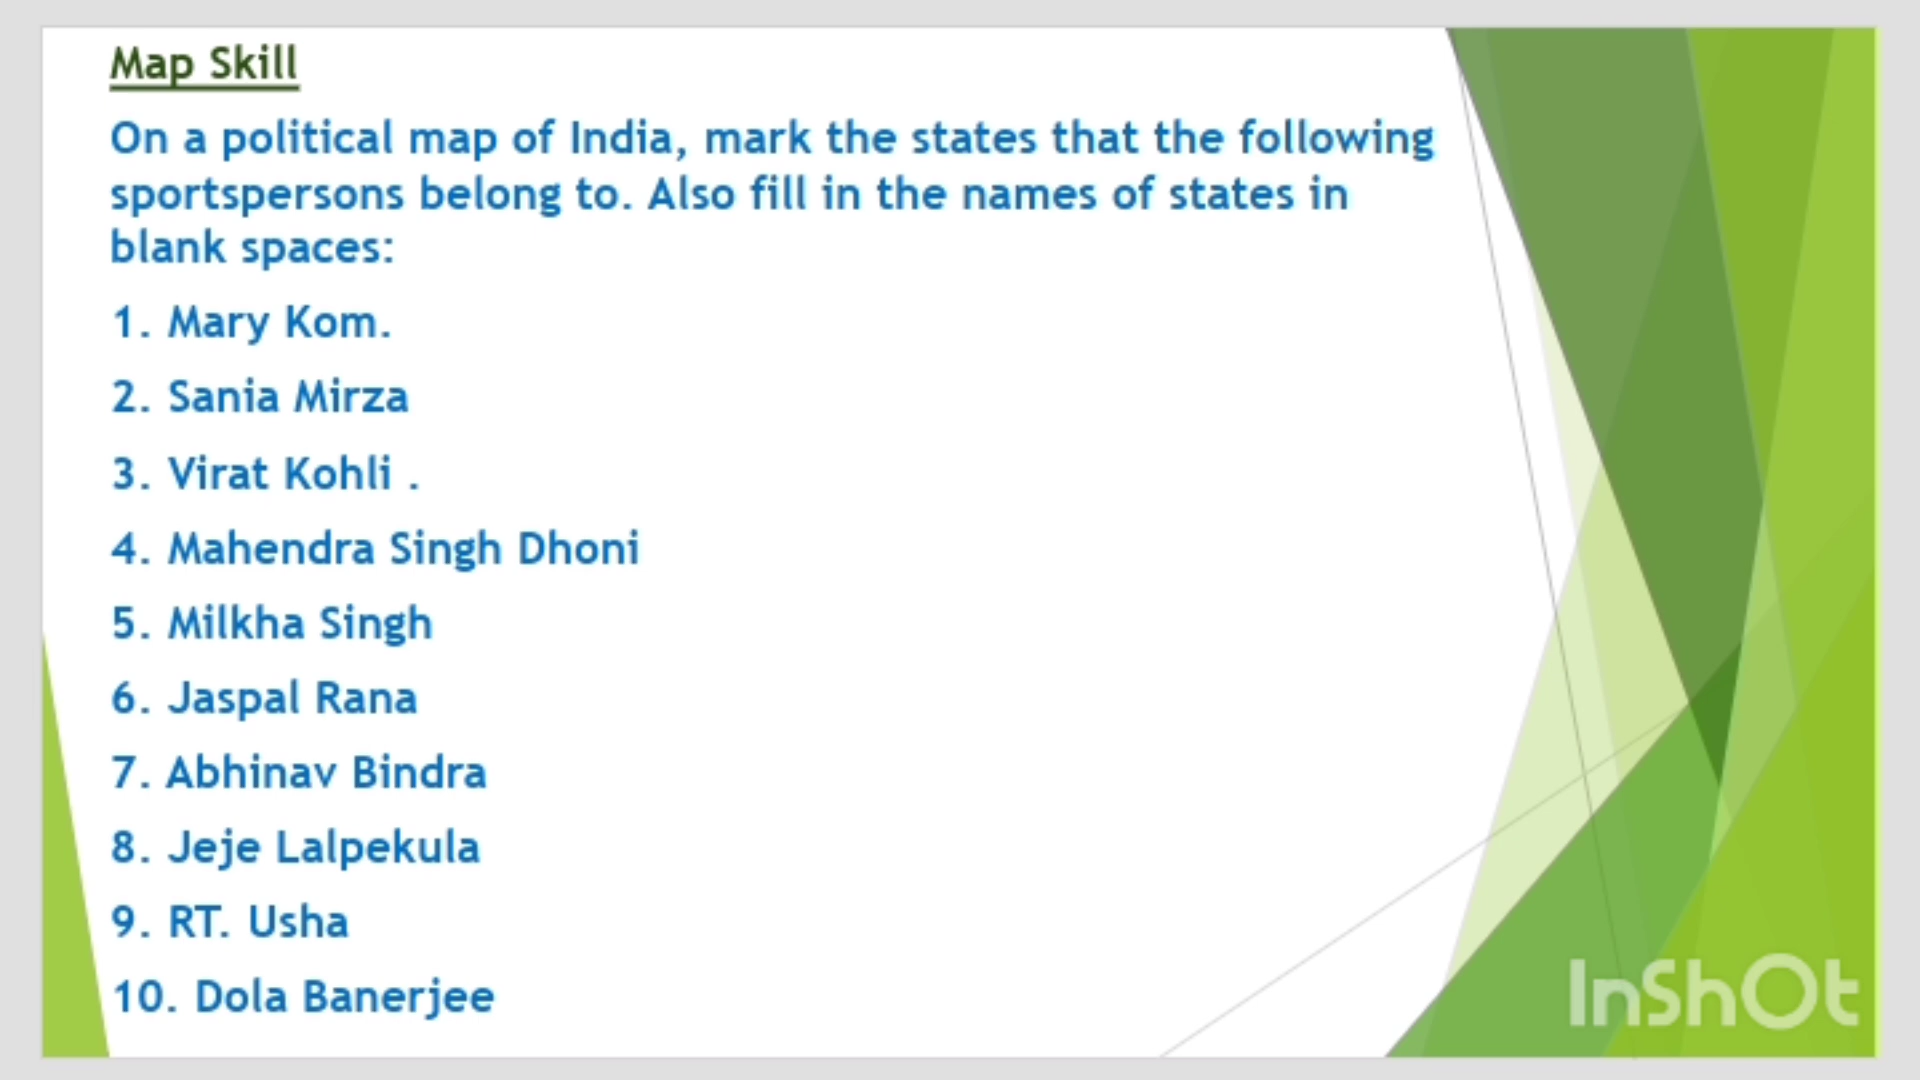 Map Skill
On a political map of India, mark the states that the following
sportspersons belong to. Also fill in the names of states in
blank spaces:
1. Mary Kom.
2. Sania Mirza
3. Virat Kohli .
4. Mahendra Singh Dhoni
5. Milkha Singh
6. Jaspal Rana
7. Abhinav Bindra
8. Jeje Lalpekula
9. RT. Usha
10. Dola Banerjee
InShOt